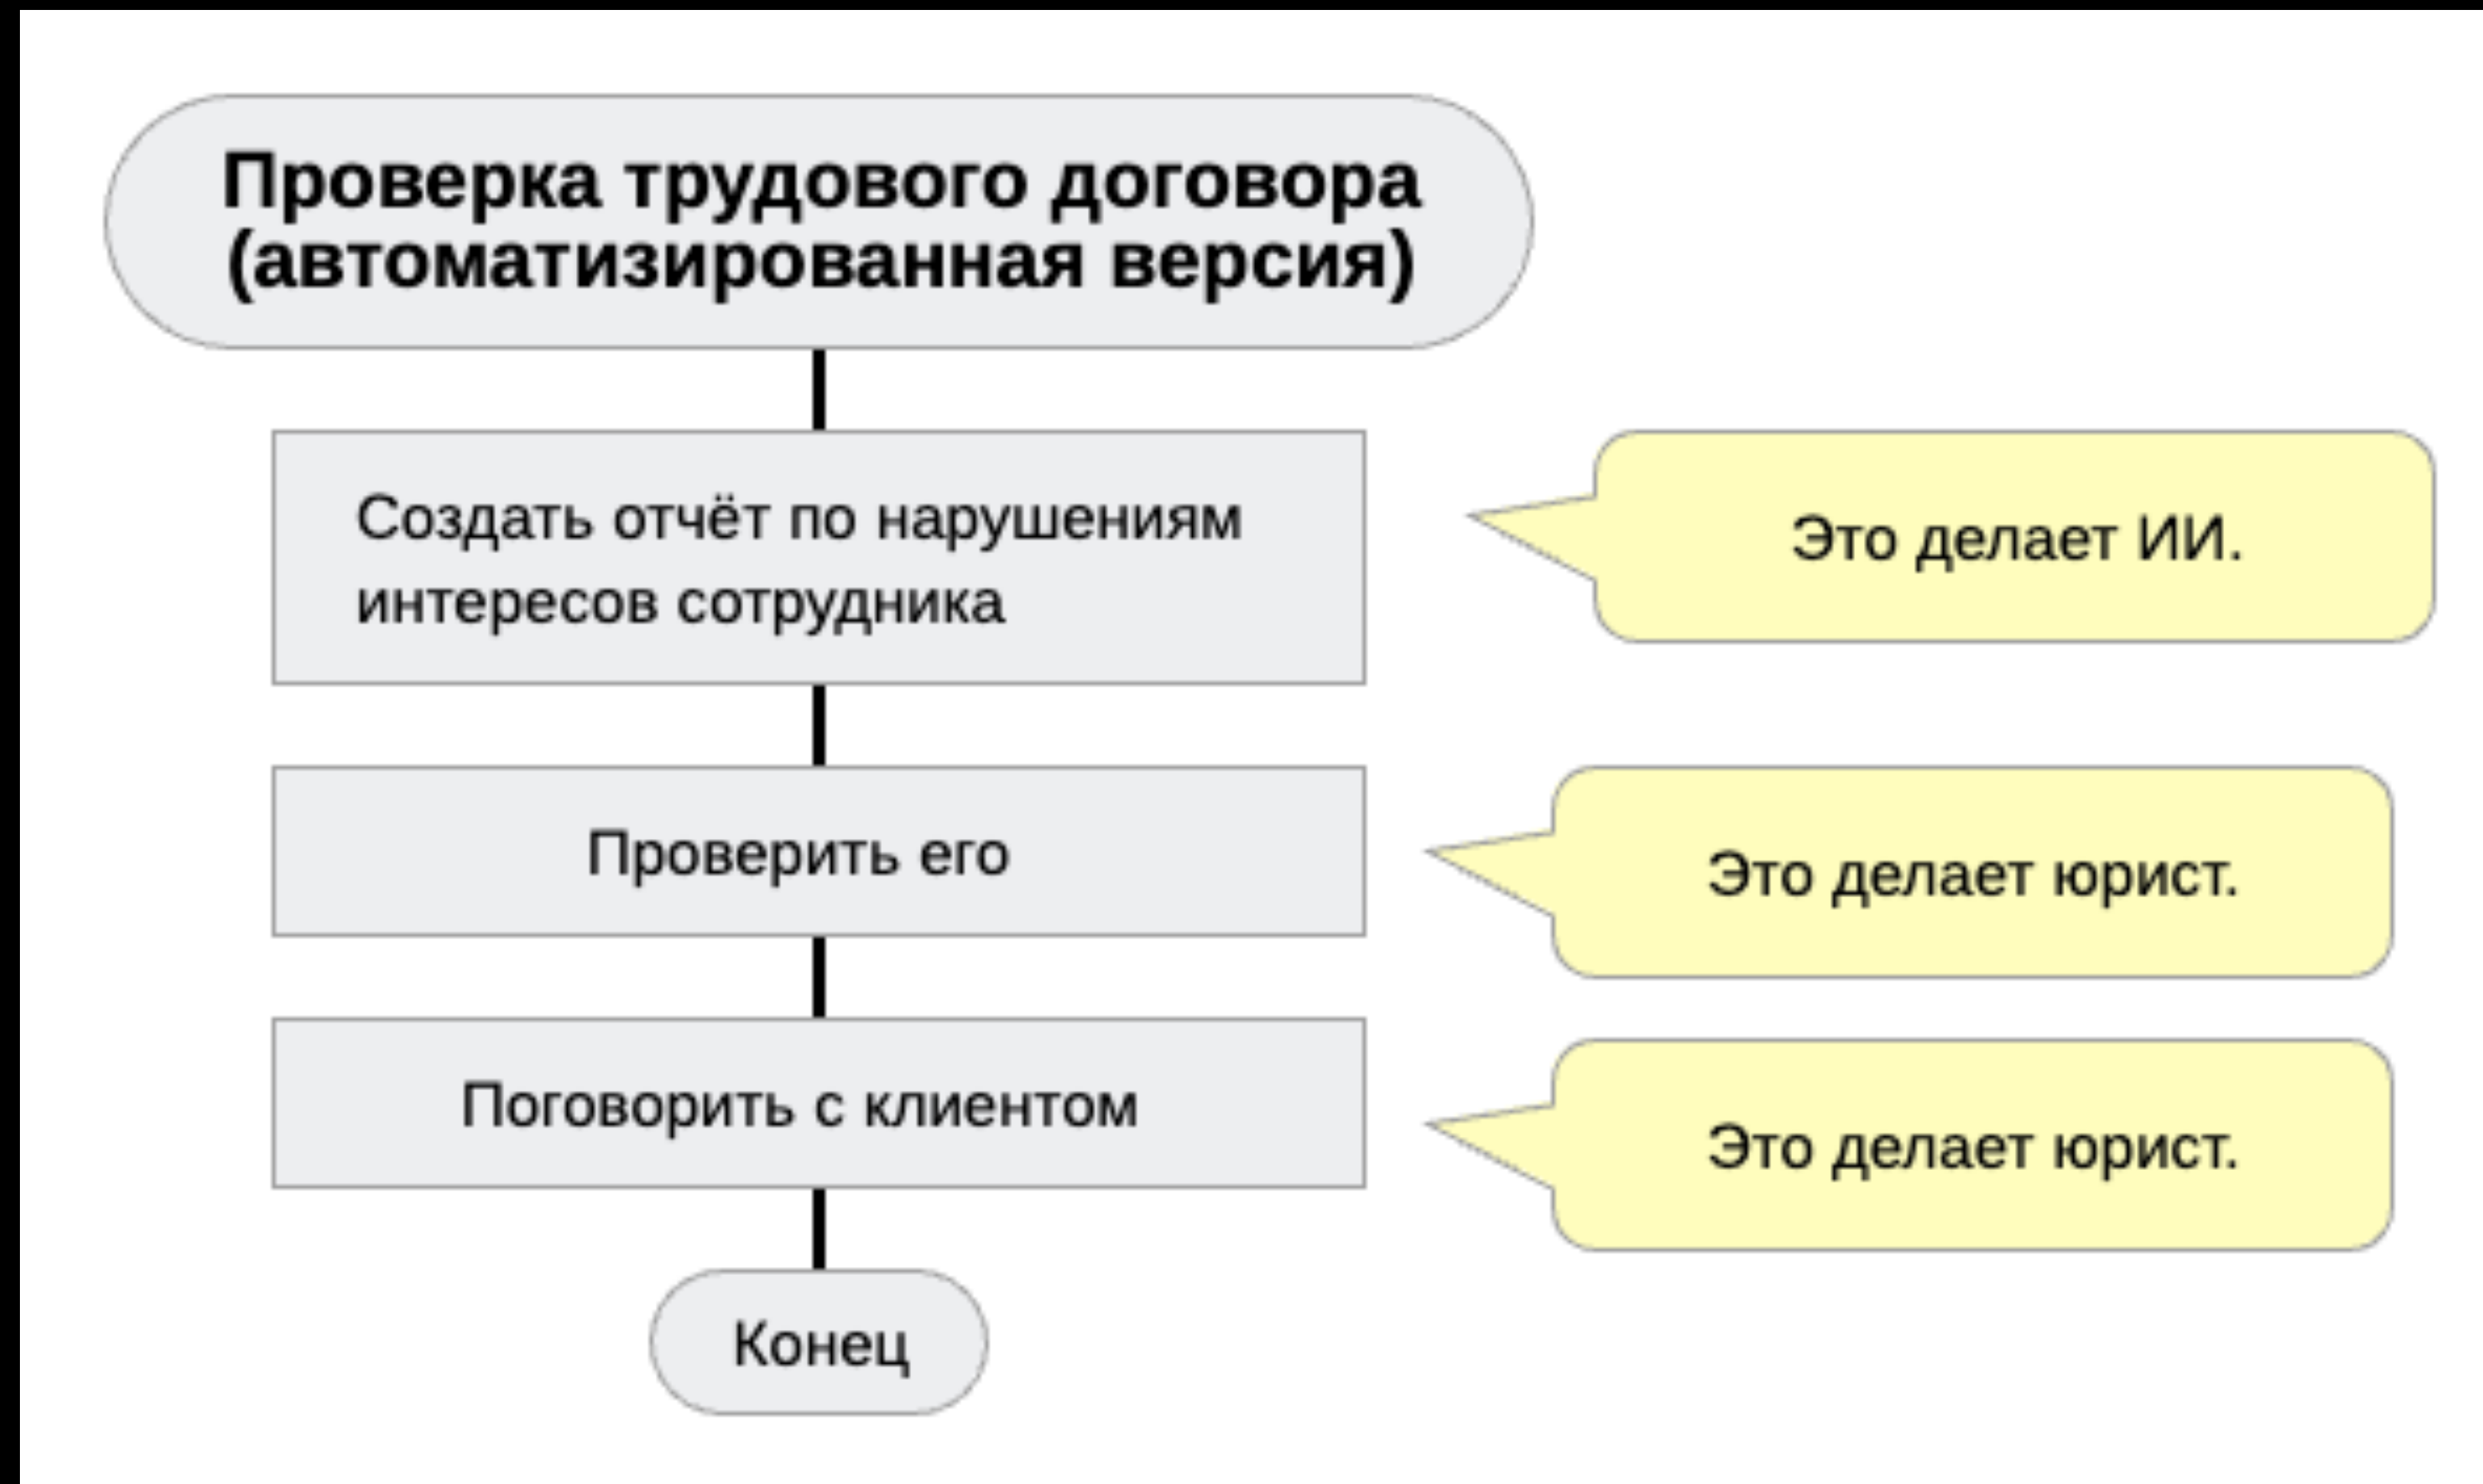 Проверка трудового договора
(автоматизированная версия)
Создать отчёт по нарушениям
интересов сотрудника
Это делает ИИ.
Проверить его
Это делает юрист.
Поговорить с клиентом
Это делает юрист.
Конец